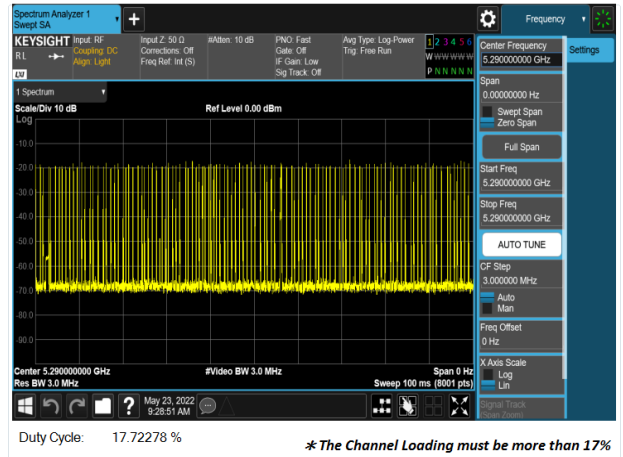 Spectrum Analyzer 1
Swept SA
+
Frequency
KEYSIGHT
RL
LXI
Input: RF
Coupling: DC
Align: Light
Input Z: 50 Ω
Corrections: Off
Freq Ref: Int (S)
#Atten: 10 dB
PNO: Fast
Gate: Off
IF Gain: Low
Sig Track: Off
Avg Type: Log-Power
Trig: Free Run
1 2 3 4 5 6
W W W W W W
P N N N N N
1 Spectrum
Scale/Div 10 dB
Ref Level 0.00 dBm
Log
-10.0
-20.0
-30.0
-40.0
-50.0
-60.0
-70.0
-80.0
-90.0
Center 5.290000000 GHz
#Video BW 3.0 MHz
Span 0 Hz
Res BW 3.0 MHz
Sweep 100 ms (8001 pts)
Center Frequency
5.290000000 GHz
Settings
Span
0.00000000 Hz
Swept Span
Zero Span
Full Span
Start Freq
5.290000000 GHz
Stop Freq
5.290000000 GHz
AUTO TUNE
CF Step
3.000000 MHz
Auto
Man
Freq Offset
0 Hz
X Axis Scale
Log
Lin
Signal Track
(Span Zoom)
?
May 23, 2022
9:28:51 AM
Duty Cycle: 17.72278 %
* The Channel Loading must be more than 17%